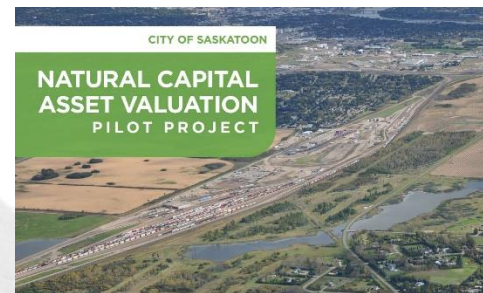 CITY OF SASKATOON
NATURAL CAPITAL
ASSET VALUATION
PILOT PROJECT